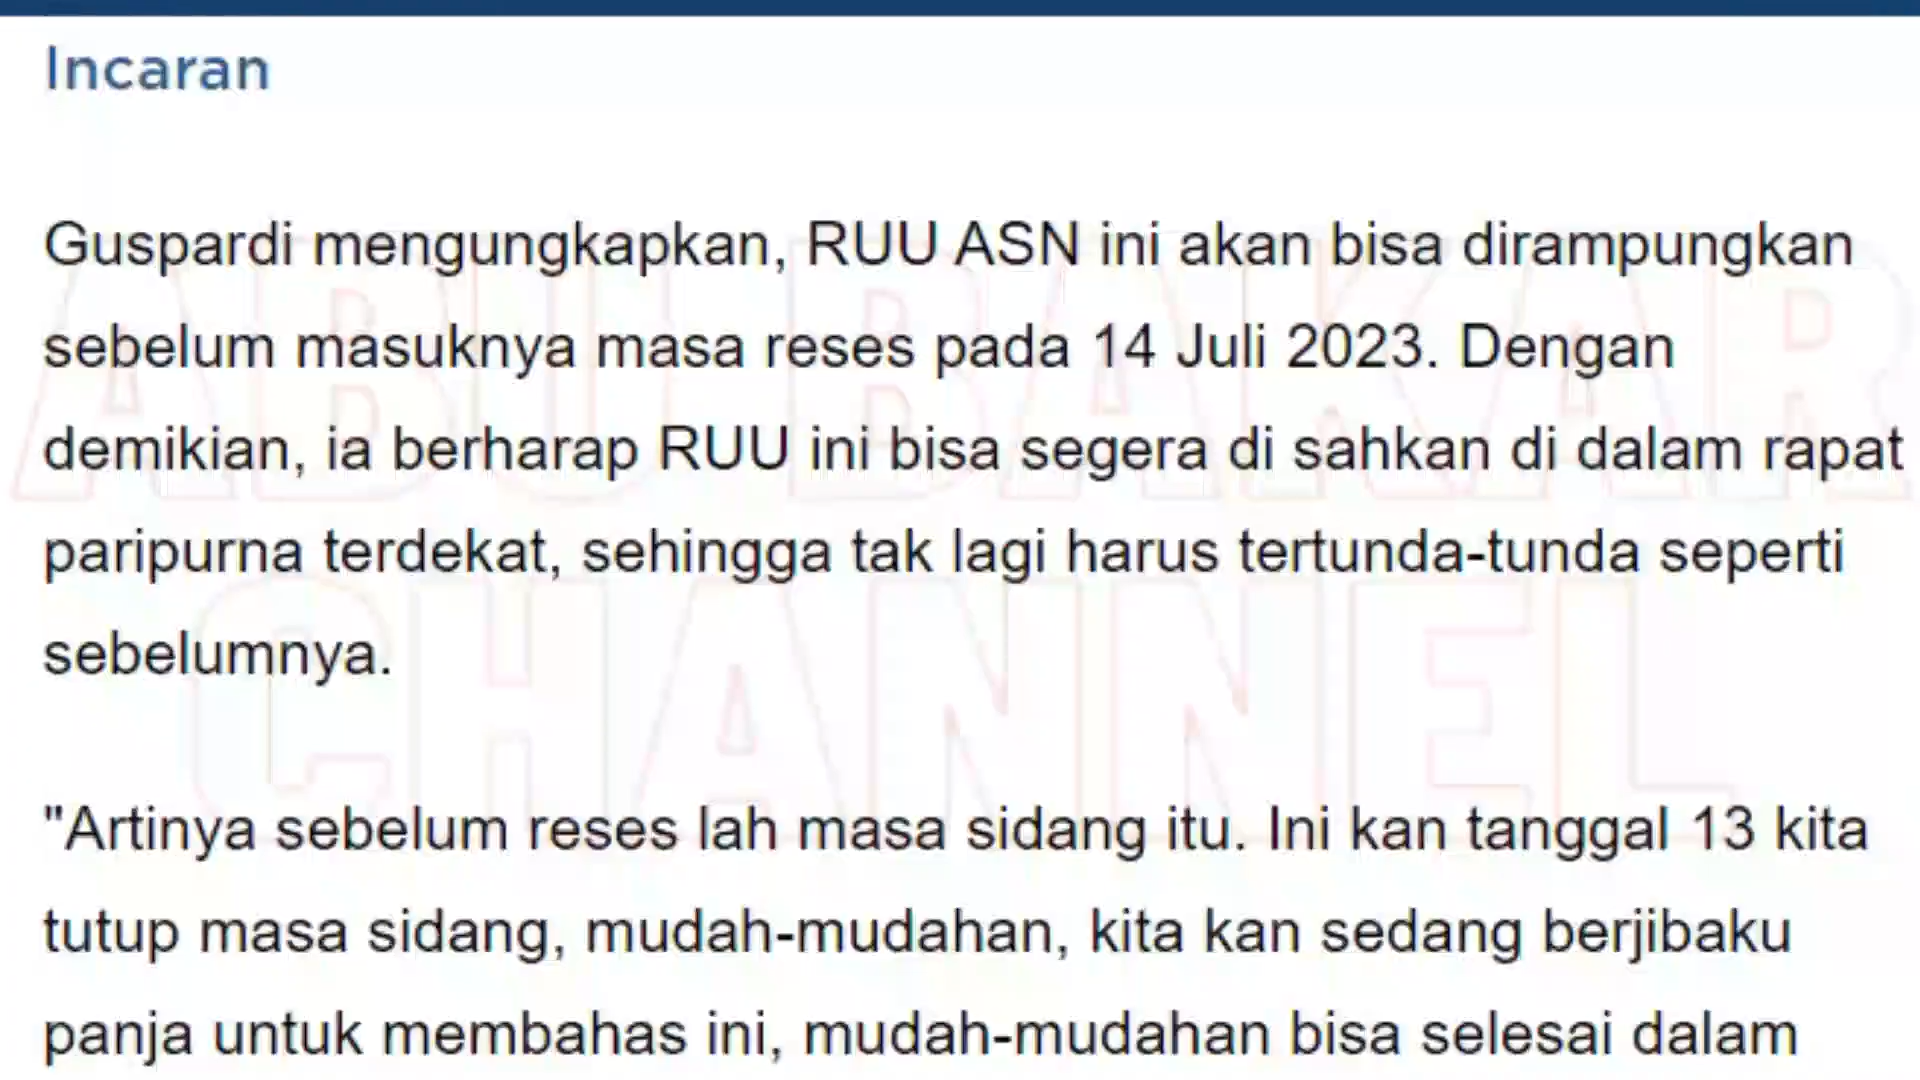 Incaran
Guspardi mengungkapkan, RUU ASN ini akan bisa dirampungkan
sebelum masuknya masa reses pada 14 Juli 2023. Dengan
demikian, ia berharap RUU ini bisa segera di sahkan di dalam rapat
paripurna terdekat, sehingga tak lagi harus tertunda-tunda seperti
sebelumnya.
"Artinya sebelum reses lah masa sidang itu. Ini kan tanggal 13 kita
tutup masa sidang, mudah-mudahan, kita kan sedang berjibaku
panja untuk membahas ini, mudah-mudahan bisa selesai dalam
ABU BAKAR
CHANNEL